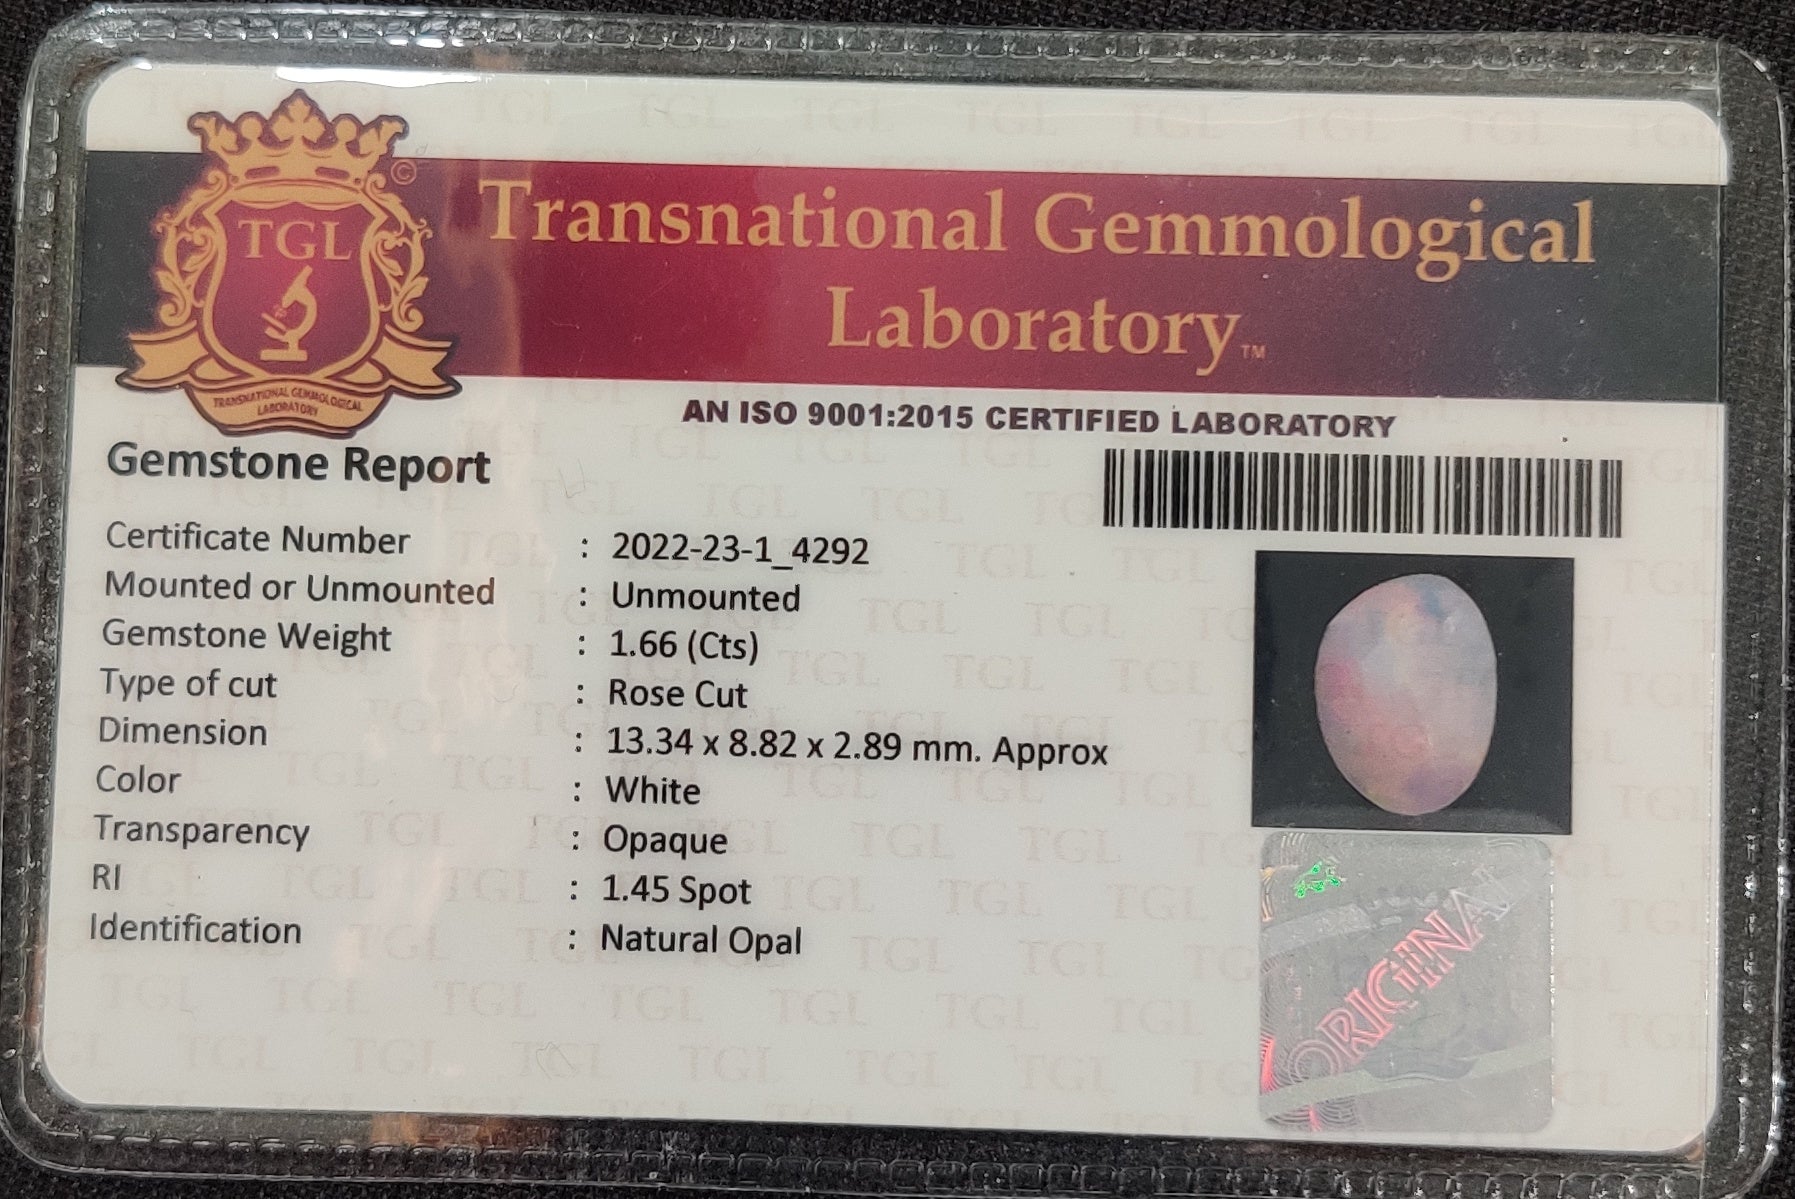 TGL
TRANSNATIONAL GEMMOLOGICAL
LABORATORY
©
Transnational Gemmological
Laboratory™
AN ISO 9001:2015 CERTIFIED LABORATORY
Gemstone Report
Certificate Number : 2022-23-1_4292
Mounted or Unmounted : Unmounted
Gemstone Weight : 1.66 (Cts)
Type of cut : Rose Cut
Dimension : 13.34 x 8.82 x 2.89 mm. Approx
Color : White
Transparency : Opaque
RI : 1.45 Spot
Identification : Natural Opal
ORIGINAL